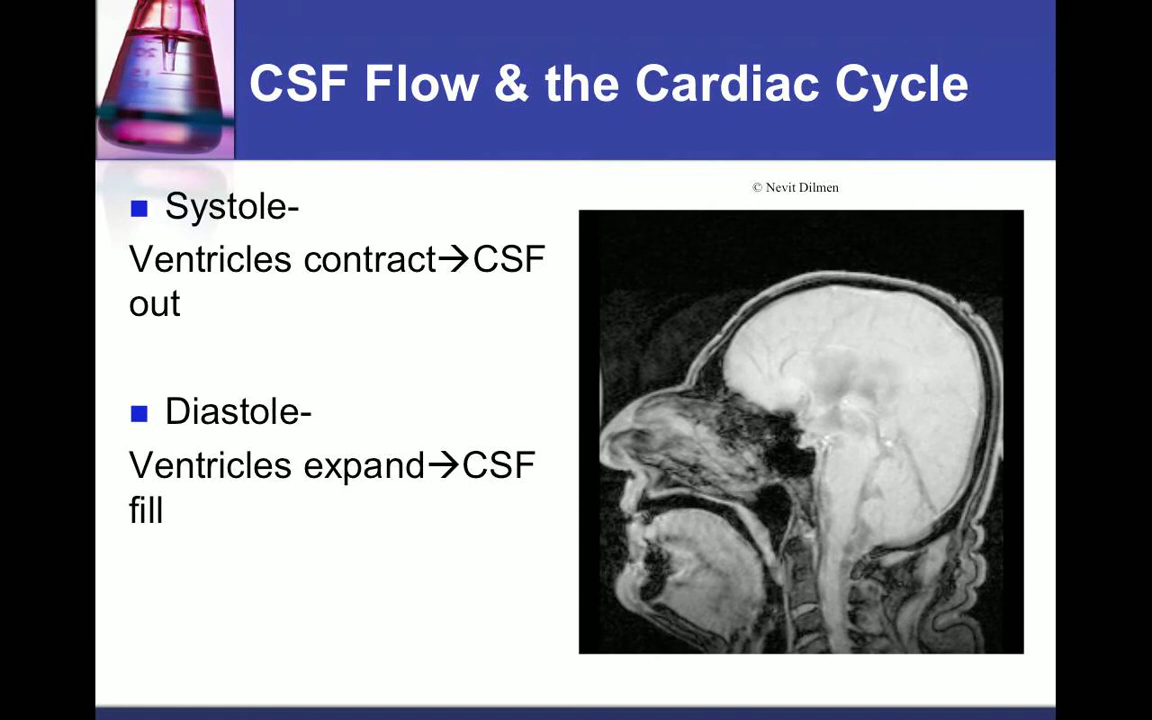 CSF Flow & the Cardiac Cycle
© Nevit Dilmen
Systole-
Ventricles contract→CSF
out
Diastole-
Ventricles expand→CSF
fill